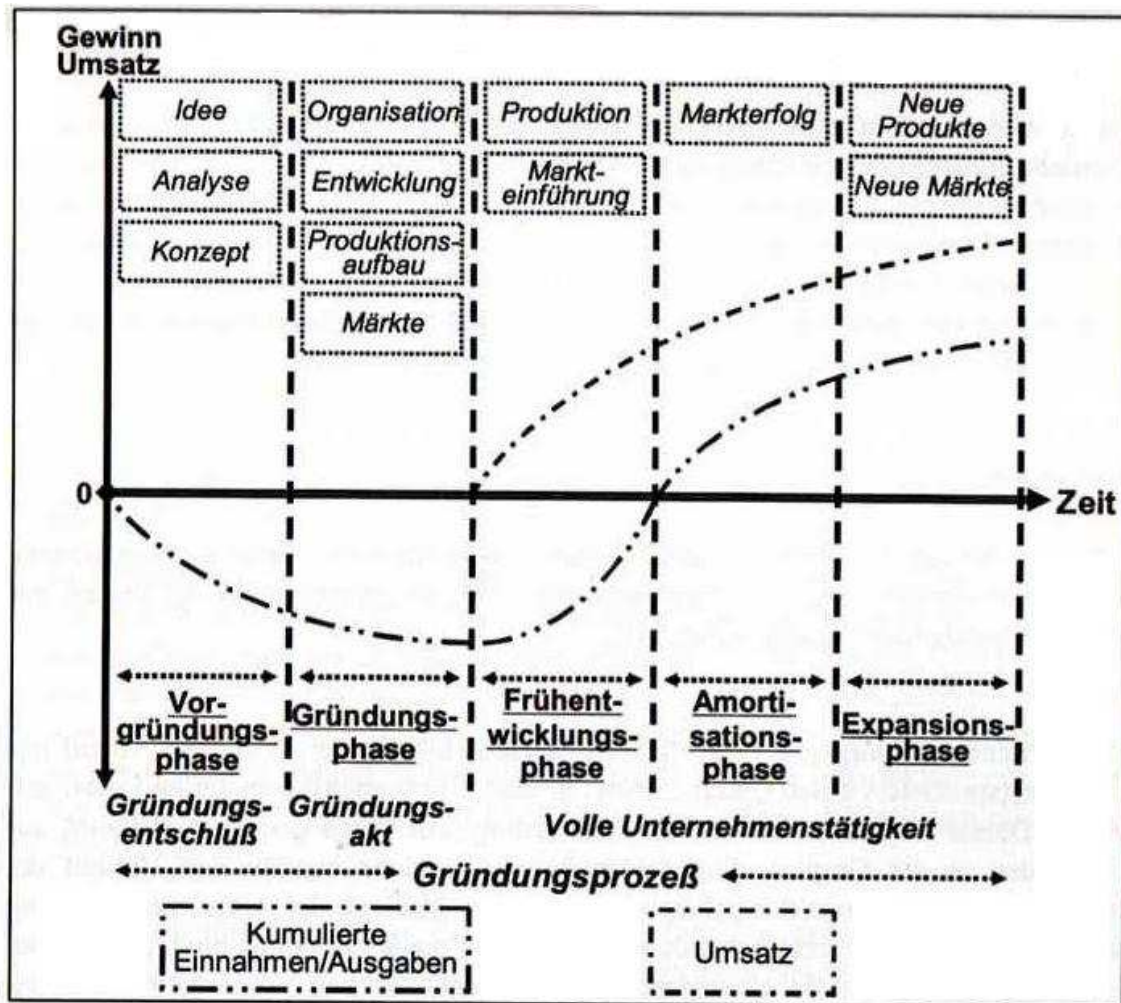 Gewinn
Umsatz
Idee
Organisation
Produktion
Markterfolg
Neue
Produkte
Analyse
Entwicklung
Markt-
einführung
Neue Märkte
Konzept
Produktions-
aufbau
Märkte
0
Zeit
Vor-
gründungs-
phase
Gründungs-
phase
Frühent-
wicklungs-
phase
Amorti-
sations-
phase
Expansions-
phase
Gründungs-
entschluß
Gründungs-
akt
Volle Unternehmenstätigkeit
Gründungsprozeß
Kumulierte
Einnahmen/Ausgaben
Umsatz